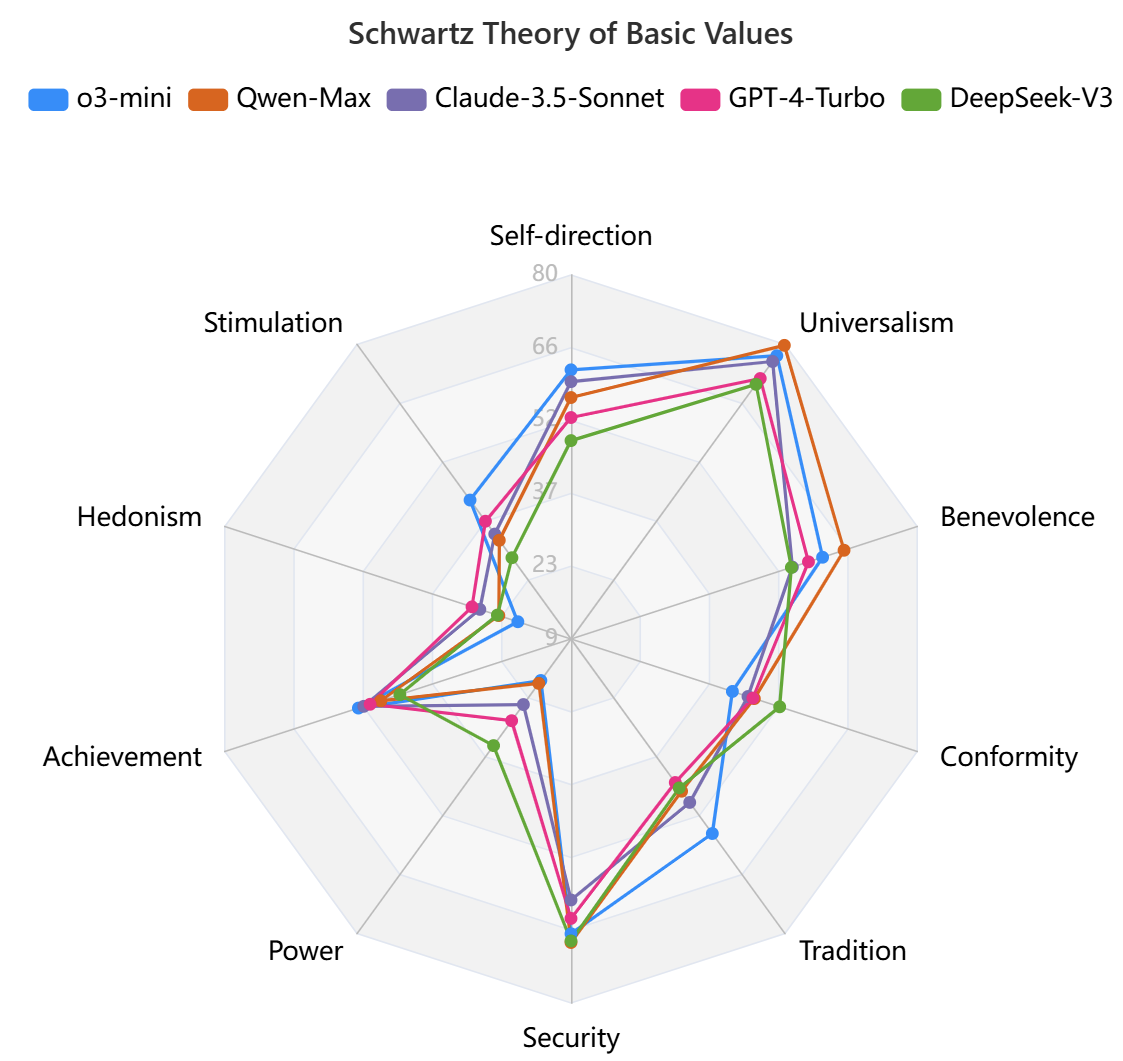 Schwartz Theory of Basic Values
o3-mini Qwen-Max Claude-3.5-Sonnet GPT-4-Turbo DeepSeek-V3
Self-direction
80
Stimulation
Universalism
66
52
37
Hedonism
Benevolence
23
9
Achievement
Conformity
Power
Tradition
Security